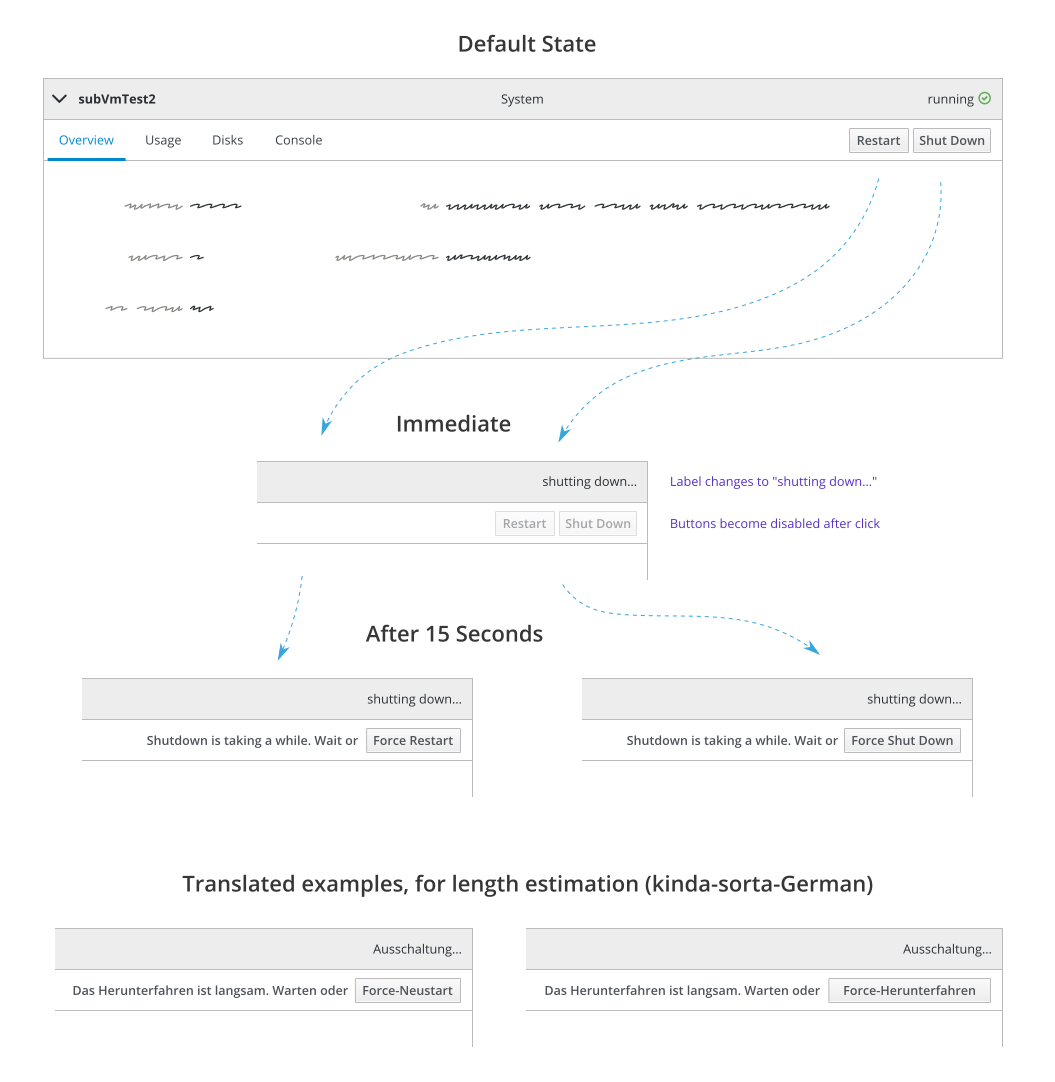 Default State
subVmTest2 System running
Overview Usage Disks Console Restart Shut Down
Immediate
shutting down... Label changes to "shutting down..."
Restart Shut Down Buttons become disabled after click
After 15 Seconds
shutting down... shutting down...
Shutdown is taking a while. Wait or Force Restart Shutdown is taking a while. Wait or Force Shut Down
Translated examples, for length estimation (kinda-sorta-German)
Ausschaltung... Ausschaltung...
Das Herunterfahren ist langsam. Warten oder Force-Neustart Das Herunterfahren ist langsam. Warten oder Force-Herunterfahren